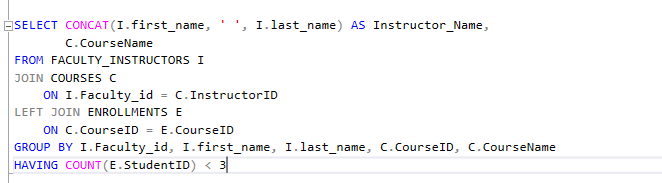 SELECT CONCAT(I.first_name, ' ', I.last_name) AS Instructor_Name,
C.CourseName
FROM FACULTY_INSTRUCTORS I
JOIN COURSES C
ON I.Faculty_id = C.InstructorID
LEFT JOIN ENROLLMENTS E
ON C.CourseID = E.CourseID
GROUP BY I.Faculty_id, I.first_name, I.last_name, C.CourseID, C.CourseName
HAVING COUNT(E.StudentID) < 3